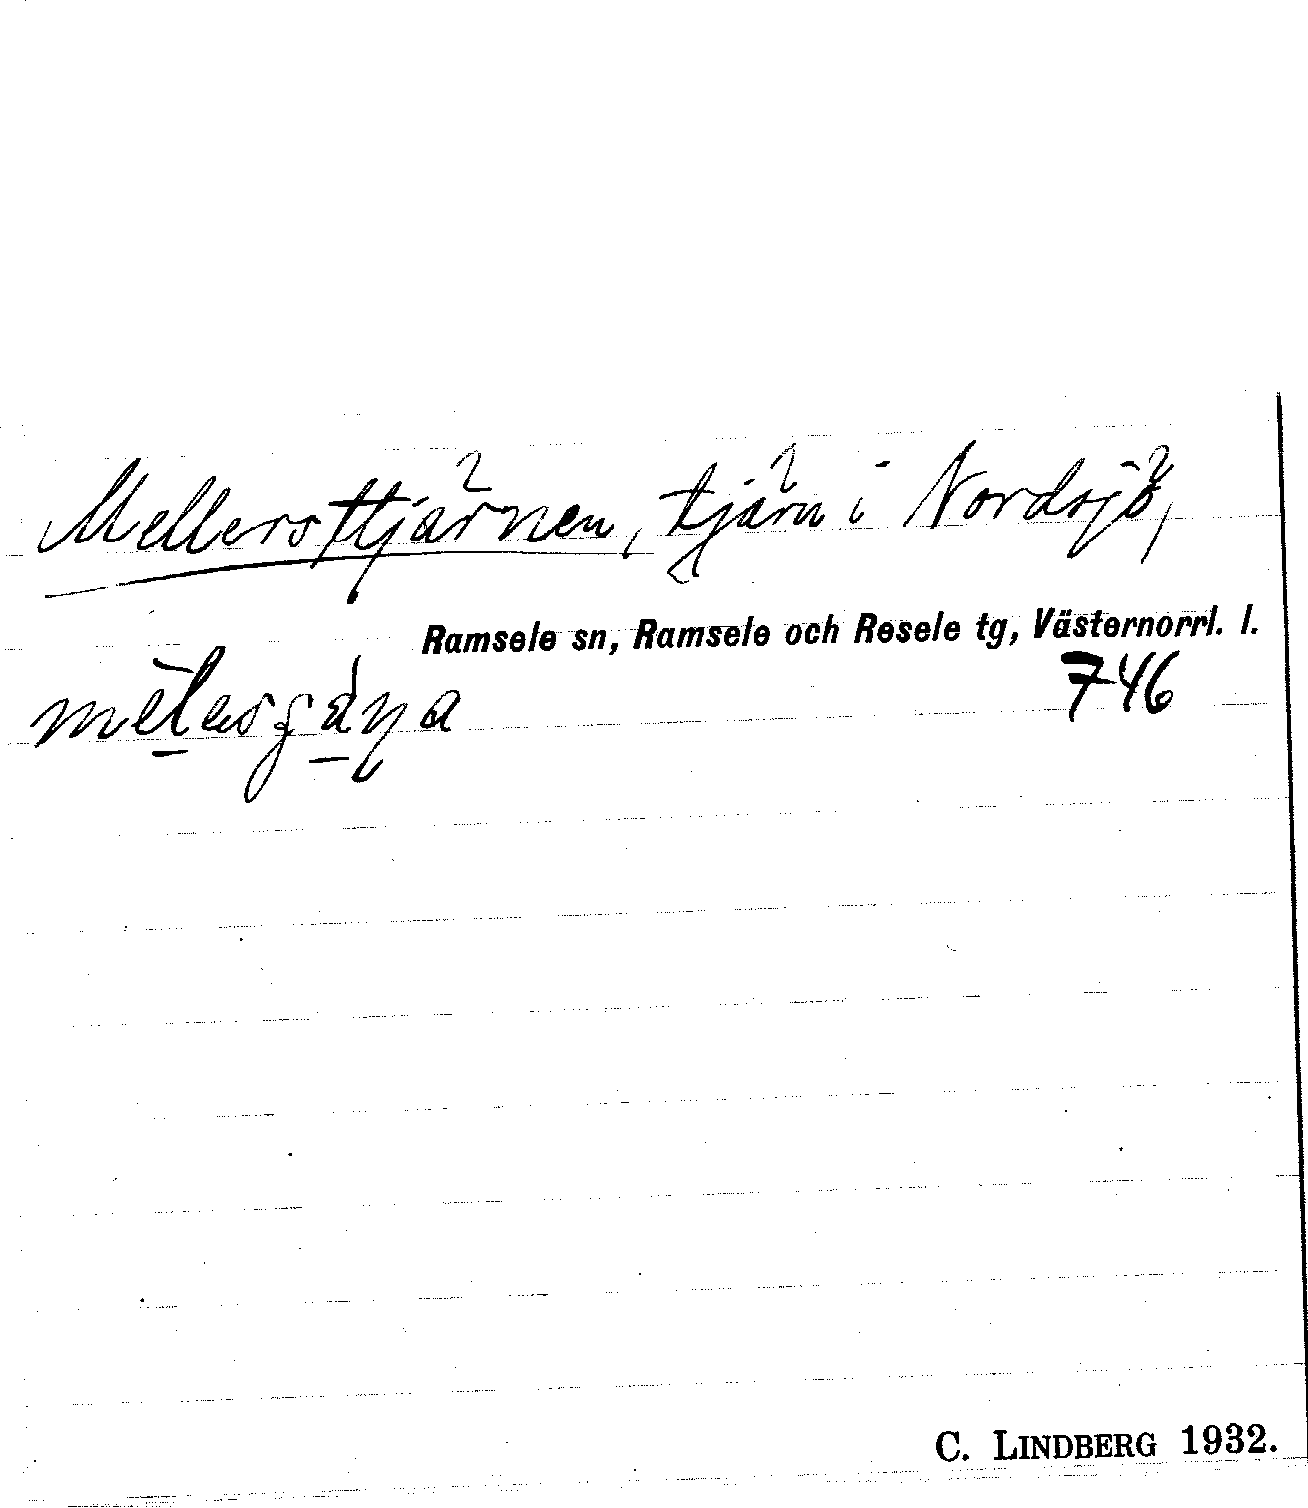 Mellersttjärnen, tjärn i Nordsjö,
Ramsele sn, Ramsele och Resele tg, Västernorrl. l.
746
C. LINDBERG 1932.